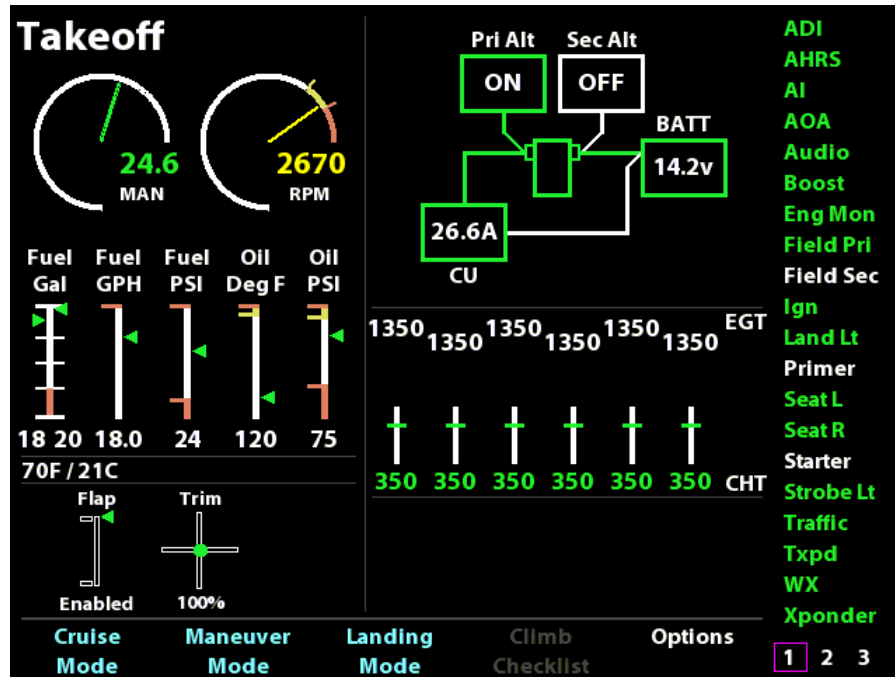 Takeoff
24.6
MAN
2670
RPM
Fuel Fuel Fuel Oil Oil
Gal GPH PSI Deg F PSI
18 20 18.0 24 120 75
70F / 21C
Flap Trim
Enabled 100%
Pri Alt Sec Alt
ON OFF
BATT
14.2v
26.6A
CU
1350 1350 1350 1350 1350 1350 EGT
350 350 350 350 350 350 CHT
ADI
AHRS
AI
AOA
Audio
Boost
Eng Mon
Field Pri
Field Sec
Ign
Land Lt
Primer
Seat L
Seat R
Starter
Strobe Lt
Traffic
Txpd
WX
Xponder
1 2 3
Cruise Maneuver Landing Climb Options
Mode Mode Mode Checklist